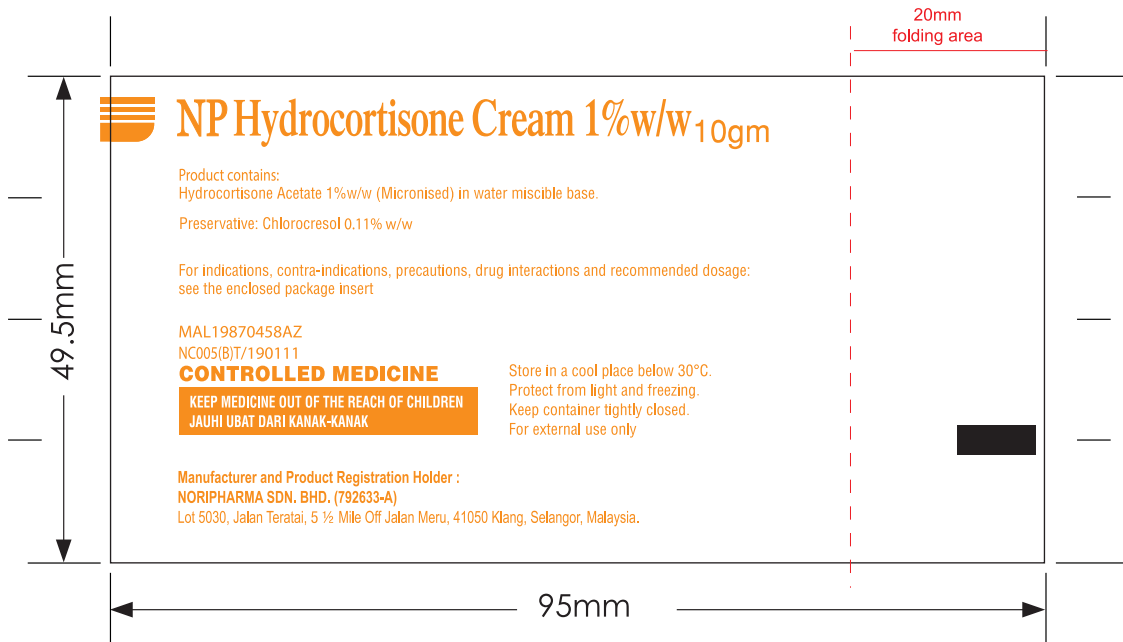 20mm
folding area
NP Hydrocortisone Cream 1%w/w 10gm
Product contains:
Hydrocortisone Acetate 1%w/w (Micronised) in water miscible base.
Preservative: Chlorocresol 0.11% w/w
For indications, contra-indications, precautions, drug interactions and recommended dosage:
see the enclosed package insert
MAL19870458AZ
NC005(B)T/190111
CONTROLLED MEDICINE
KEEP MEDICINE OUT OF THE REACH OF CHILDREN
JAUHI UBAT DARI KANAK-KANAK
Store in a cool place below 30°C.
Protect from light and freezing.
Keep container tightly closed.
For external use only
Manufacturer and Product Registration Holder :
NORIPHARMA SDN. BHD. (792633-A)
Lot 5030, Jalan Teratai, 5 ½ Mile Off Jalan Meru, 41050 Klang, Selangor, Malaysia.
49.5mm
95mm